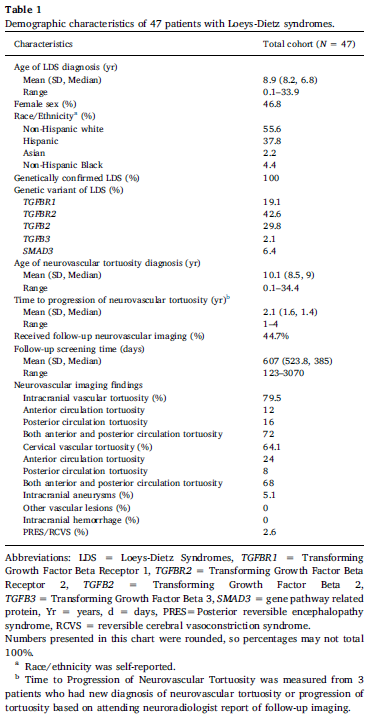 Table 1
Demographic characteristics of 47 patients with Loeys-Dietz syndromes.
Characteristics Total cohort (N = 47)
Age of LDS diagnosis (yr)
Mean (SD, Median) 8.9 (8.2, 6.8)
Range 0.1–33.9
Female sex (%) 46.8
Race/Ethnicityᵃ (%)
Non-Hispanic white 55.6
Hispanic 37.8
Asian 2.2
Non-Hispanic Black 4.4
Genetically confirmed LDS (%) 100
Genetic variant of LDS (%)
TGFBR1 19.1
TGFBR2 42.6
TGFB2 29.8
TGFB3 2.1
SMAD3 6.4
Age of neurovascular tortuosity diagnosis (yr)
Mean (SD, Median) 10.1 (8.5, 9)
Range 0.1–34.4
Time to progression of neurovascular tortuosity (yr)ᵇ
Mean (SD, Median) 2.1 (1.6, 1.4)
Range 1–4
Received follow-up neurovascular imaging (%) 44.7%
Follow-up screening time (days)
Mean (SD, Median) 607 (523.8, 385)
Range 123–3070
Neurovascular imaging findings
Intracranial vascular tortuosity (%) 79.5
Anterior circulation tortuosity 12
Posterior circulation tortuosity 16
Both anterior and posterior circulation tortuosity 72
Cervical vascular tortuosity (%) 64.1
Anterior circulation tortuosity 24
Posterior circulation tortuosity 8
Both anterior and posterior circulation tortuosity 68
Intracranial aneurysms (%) 5.1
Other vascular lesions (%) 0
Intracranial hemorrhage (%) 0
PRES/RCVS (%) 2.6
Abbreviations: LDS = Loeys-Dietz Syndromes, TGFBR1 = Transforming
Growth Factor Beta Receptor 1, TGFBR2 = Transforming Growth Factor Beta
Receptor 2, TGFB2 = Transforming Growth Factor Beta 2,
TGFB3 = Transforming Growth Factor Beta 3, SMAD3 = gene pathway related
protein, Yr = years, d = days, PRES=Posterior reversible encephalopathy
syndrome, RCVS = reversible cerebral vasoconstriction syndrome.
Numbers presented in this chart were rounded, so percentages may not total
100%.
ᵃ Race/ethnicity was self-reported.
ᵇ Time to Progression of Neurovascular Tortuosity was measured from 3
patients who had new diagnosis of neurovascular tortuosity or progression of
tortuosity based on attending neuroradiologist report of follow-up imaging.